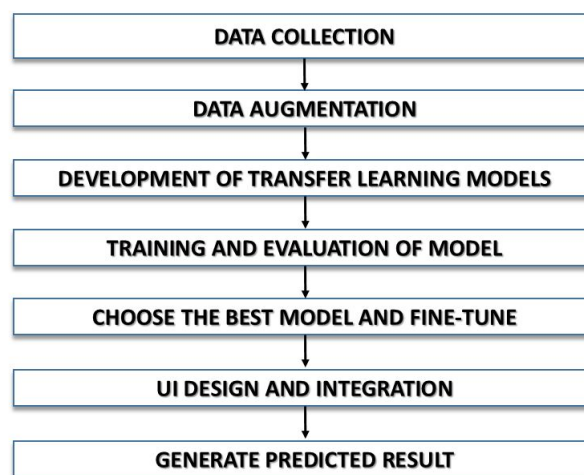 DATA COLLECTION
DATA AUGMENTATION
DEVELOPMENT OF TRANSFER LEARNING MODELS
TRAINING AND EVALUATION OF MODEL
CHOOSE THE BEST MODEL AND FINE-TUNE
UI DESIGN AND INTEGRATION
GENERATE PREDICTED RESULT